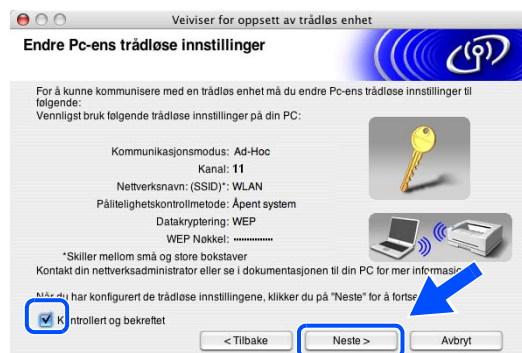 Veiviser for oppsett av trådløs enhet
Endre Pc-ens trådløse innstillinger
For å kunne kommunisere med en trådløs enhet må du endre Pc-ens trådløse innstillinger til
følgende:
Vennligst bruk følgende trådløse innstillinger på din PC:
Kommunikasjonsmodus: Ad-Hoc
Kanal: 11
Nettverksnavn: (SSID)*: WLAN
Pålitelighetskontrollmetode: Åpent system
Datakryptering: WEP
WEP Nøkkel: ••••••••••••••
*Skiller mellom små og store bokstaver
Kontakt din nettverksadministrator eller se i dokumentasjonen til din PC for mer
Når du har konfigurert de trådløse innstillingene, klikker du på "Neste" for å
Kontrollert og bekreftet
< Tilbake
Neste >
Avbryt